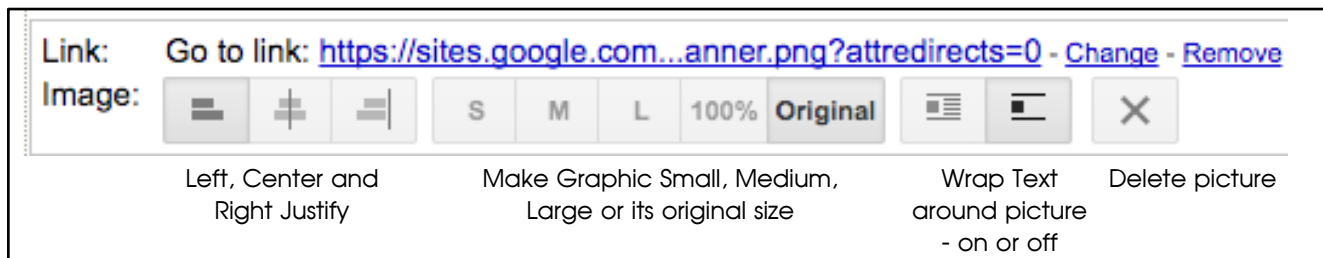 Link: Go to link: https://sites.google.com...anner.png?attredirects=0 - Change - Remove
Image: S M L 100% Original
Left, Center and
Right Justify
Make Graphic Small, Medium,
Large or its original size
Wrap Text
around picture
- on or off
Delete picture